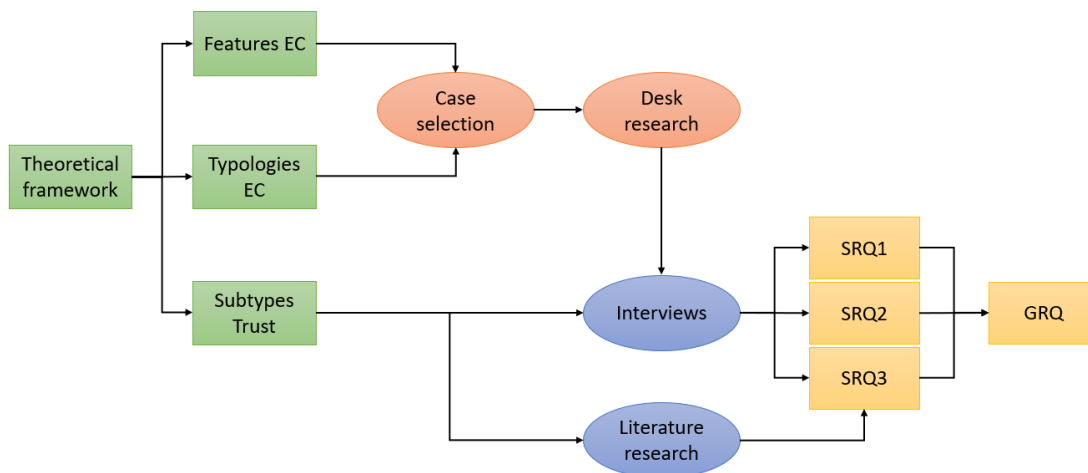 Features EC
Case
selection
Desk
research
Theoretical
framework
Typologies
EC
SRQ1
Subtypes
Trust
Interviews
SRQ2
GRQ
SRQ3
Literature
research